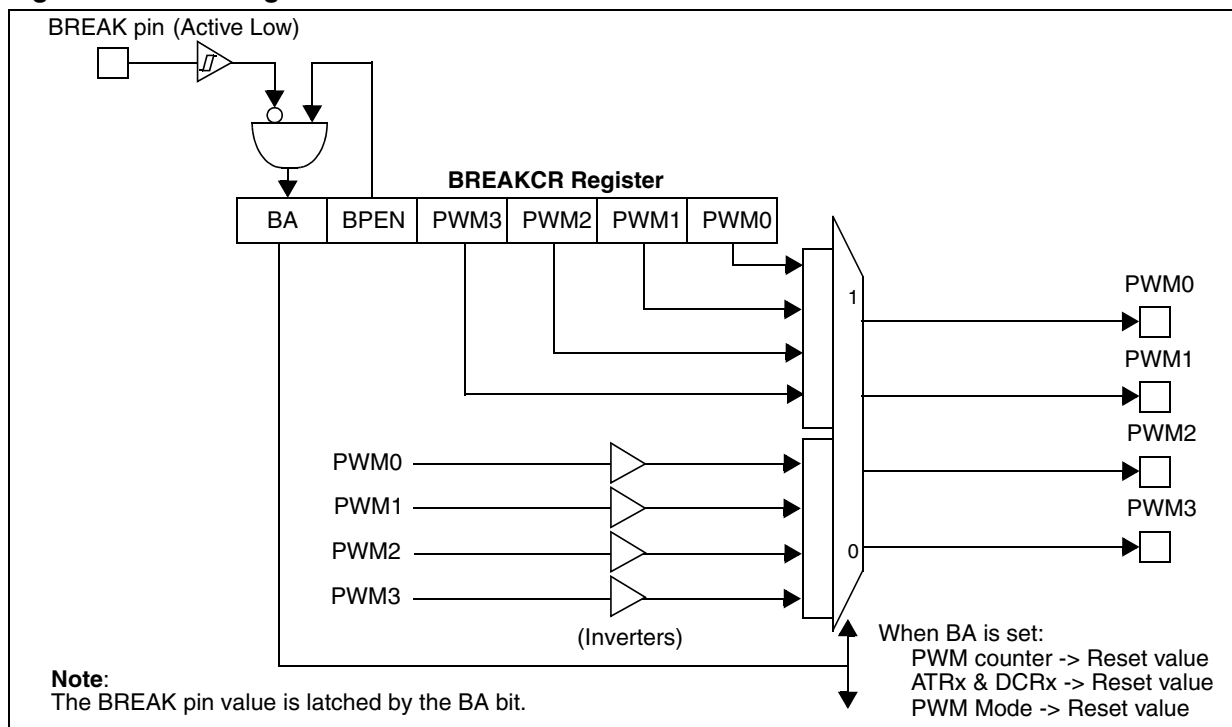 BREAK pin (Active Low)
BREAKCR Register
BA BPEN PWM3 PWM2 PWM1 PWM0
1
PWM0
PWM1
PWM2
PWM3
PWM0
PWM1
PWM2
PWM3
0
(Inverters)
When BA is set:
PWM counter -> Reset value
ATRx & DCRx -> Reset value
PWM Mode -> Reset value
Note:
The BREAK pin value is latched by the BA bit.